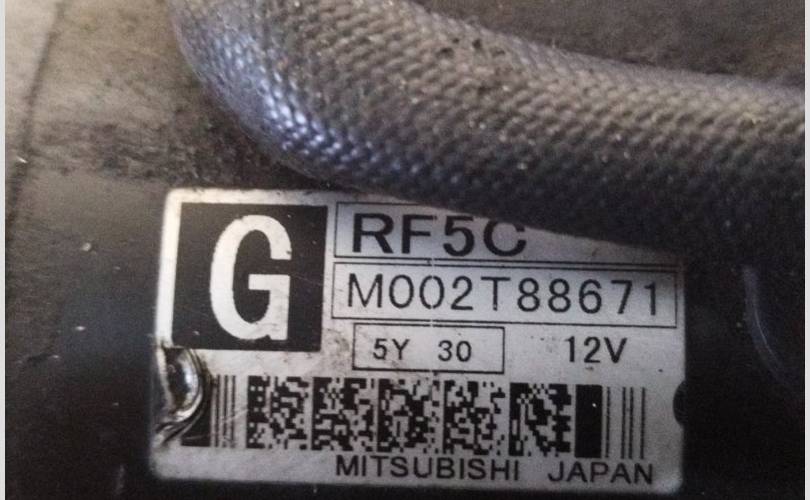 G
RF5C
M002T88671
5Y 30
12V
MITSUBISHI JAPAN